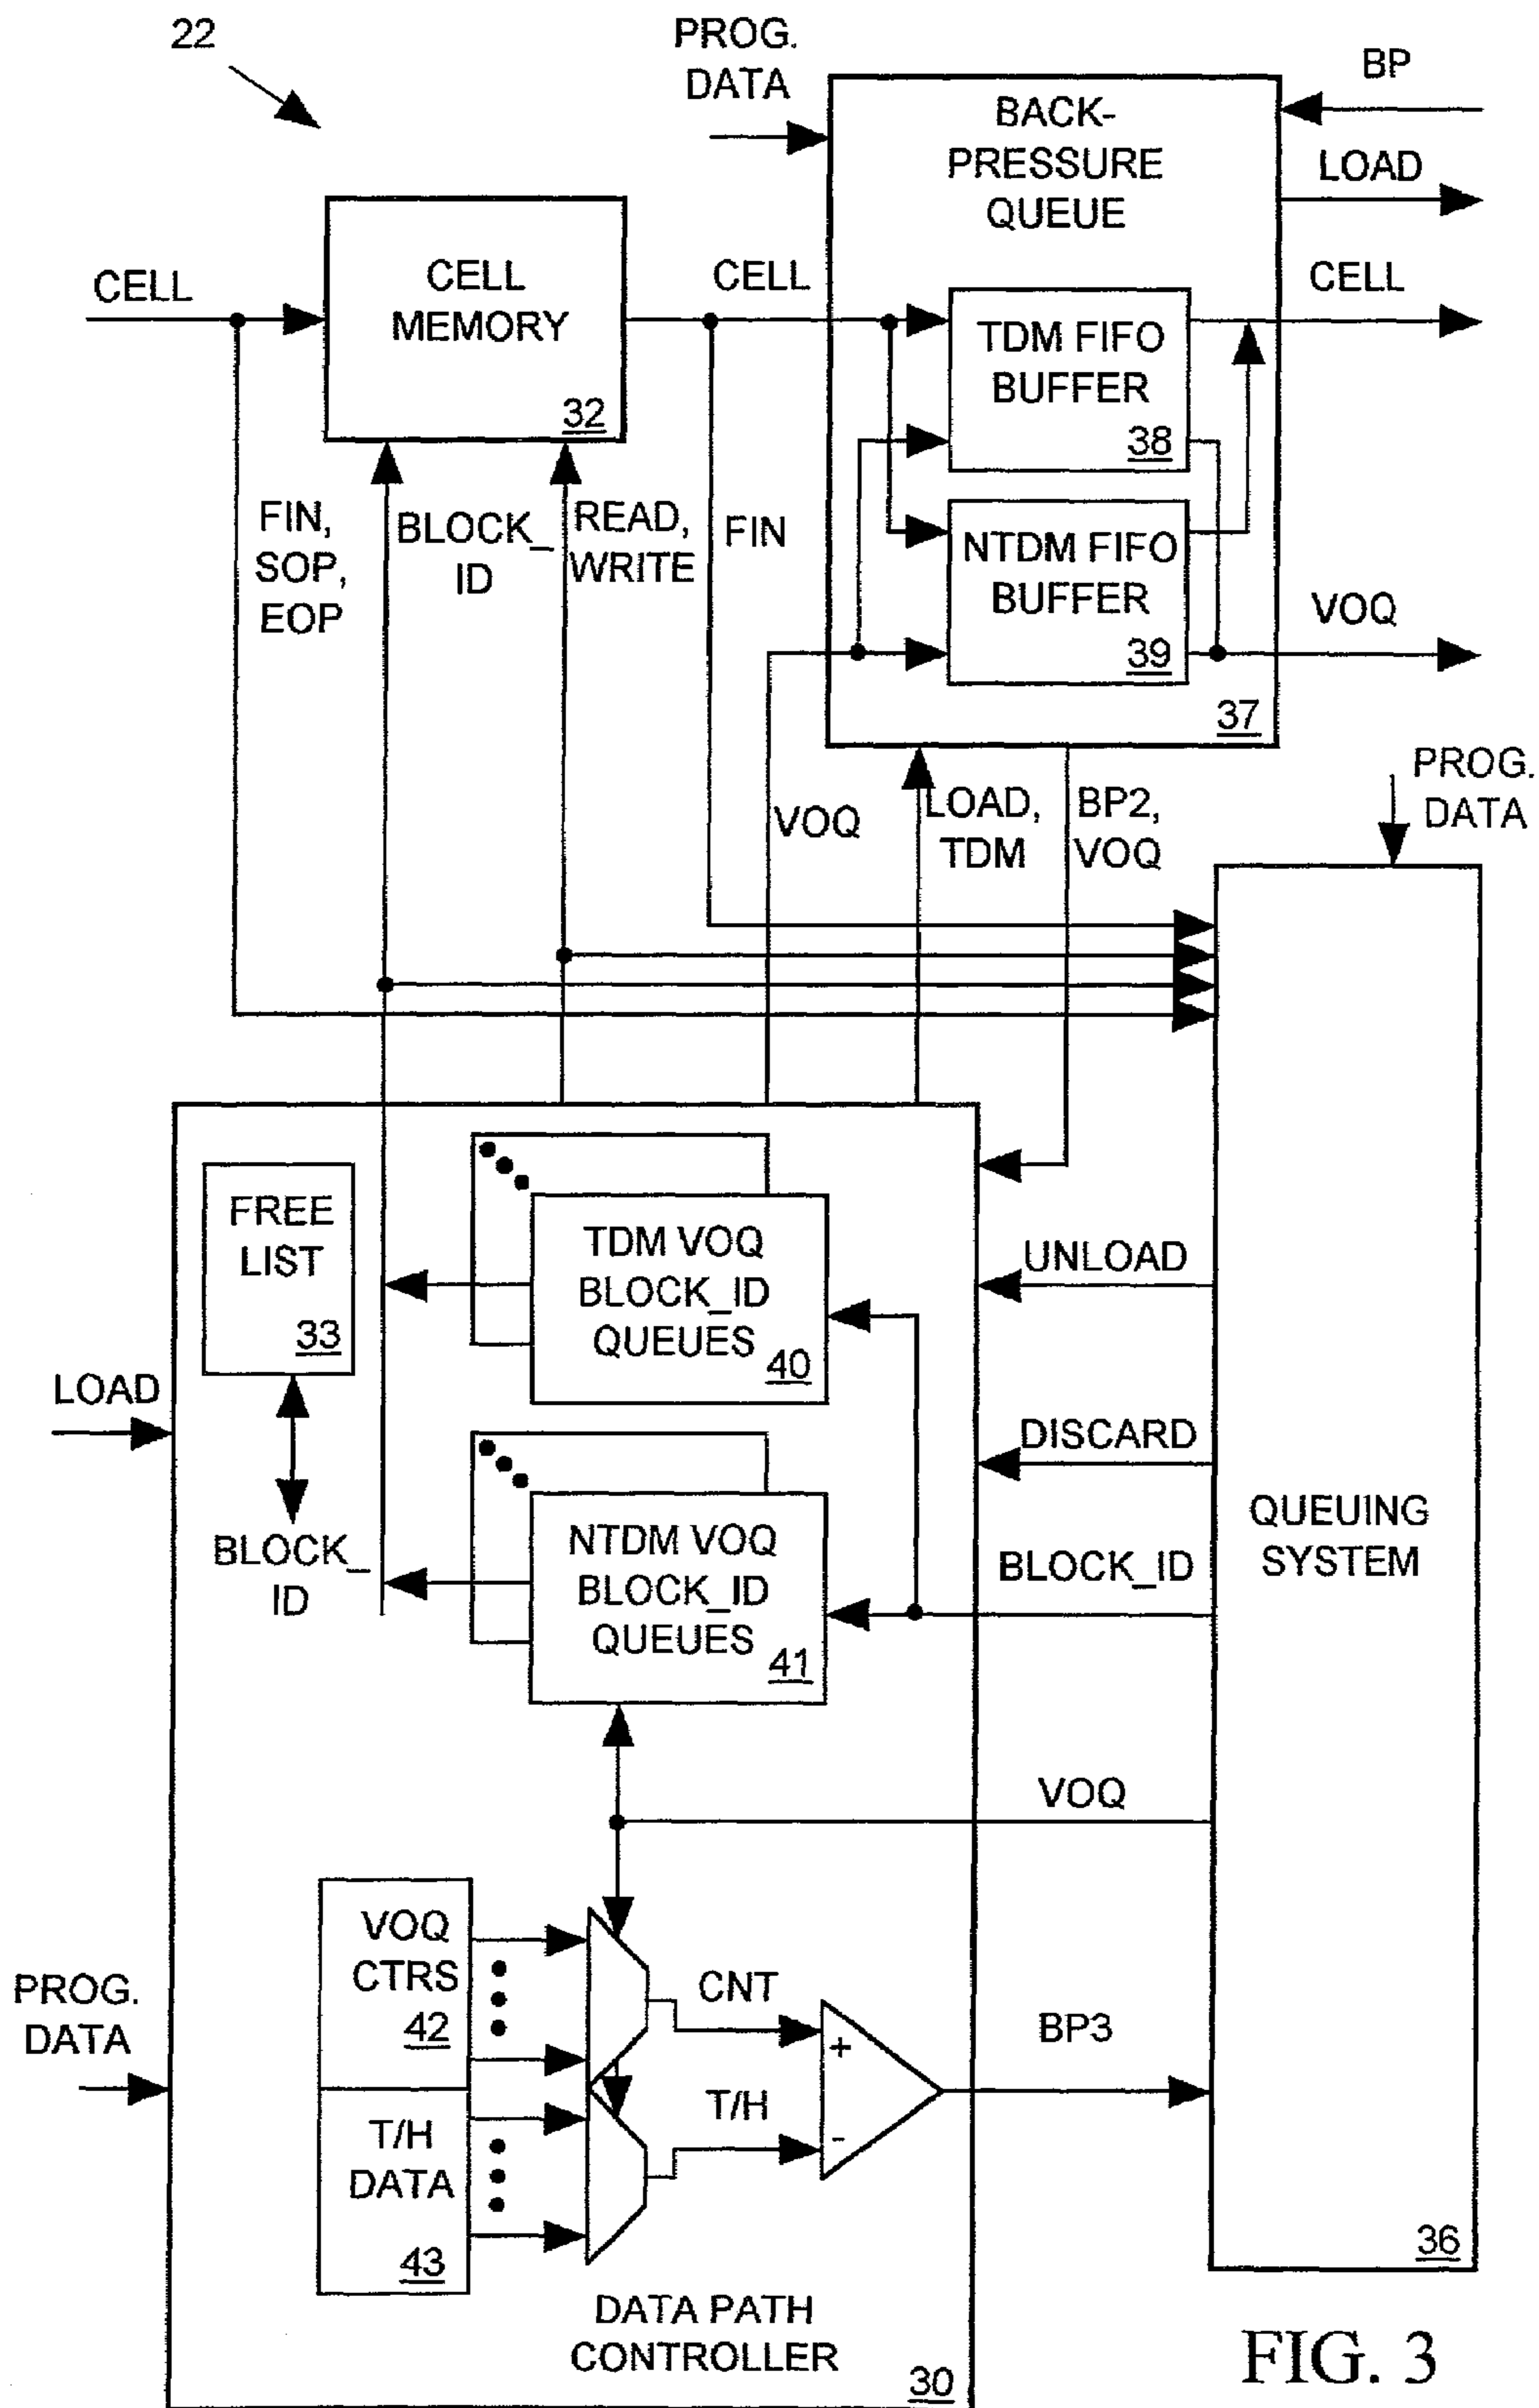 22
PROG.
DATA
BACK-
PRESSURE
QUEUE
BP
LOAD
CELL
CELL
MEMORY
32
CELL
TDM FIFO
BUFFER
38
CELL
FIN,
SOP,
EOP
BLOCK_
ID
READ,
WRITE
FIN
NTDM FIFO
BUFFER
39
VOQ
37
VOQ
LOAD,
TDM
BP2,
VOQ
PROG.
DATA
FREE
LIST
33
TDM VOQ
BLOCK_ID
QUEUES
40
UNLOAD
LOAD
DISCARD
BLOCK_
ID
NTDM VOQ
BLOCK_ID
QUEUES
41
BLOCK_ID
QUEUING
SYSTEM
VOQ
VOQ
CTRS
42
CNT
+
BP3
PROG.
DATA
T/H
DATA
43
T/H
-
36
DATA PATH
CONTROLLER
30
FIG. 3